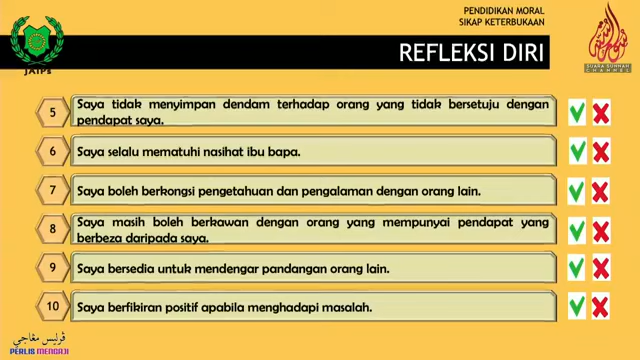 PENDIDIKAN MORAL
SIKAP KETERBUKAAN
REFLEKSI DIRI
JAIPs
SUARA SUNNAH
CHANNEL
5
Saya tidak menyimpan dendam terhadap orang yang tidak bersetuju dengan
pendapat saya.
6
Saya selalu mematuhi nasihat ibu bapa.
7
Saya boleh berkongsi pengetahuan dan pengalaman dengan orang lain.
8
Saya masih boleh berkawan dengan orang yang mempunyai pendapat yang
berbeza daripada saya.
9
Saya bersedia untuk mendengar pandangan orang lain.
10
Saya berfikiran positif apabila menghadapi masalah.
ڤرليس مڠاجي
PERLIS MENGAJI